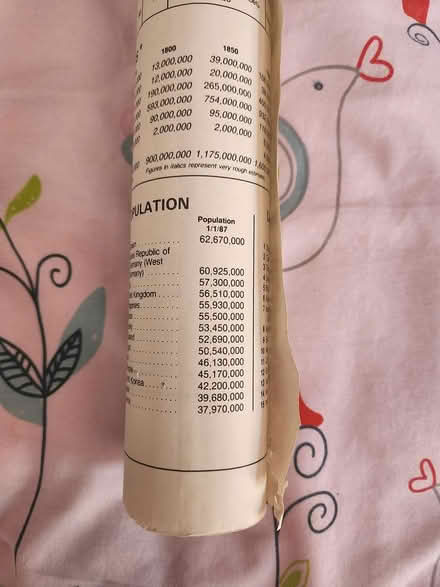 1800 1850
13,000,000 39,000,000
12,000,000 20,000,000
190,000,000 265,000,000
593,000,000 754,000,000
90,000,000 95,000,000
2,000,000 2,000,000
900,000,000 1,175,000,000
Figures in italics represent very rough
PULATION
Population
1/1/87
62,670,000
Republic of
many (West
many)
60,925,000
57,300,000
Kingdom 56,510,000
55,930,000
55,500,000
53,450,000
52,690,000
50,540,000
46,130,000
45,170,000
Korea 42,200,000
39,680,000
37,970,000